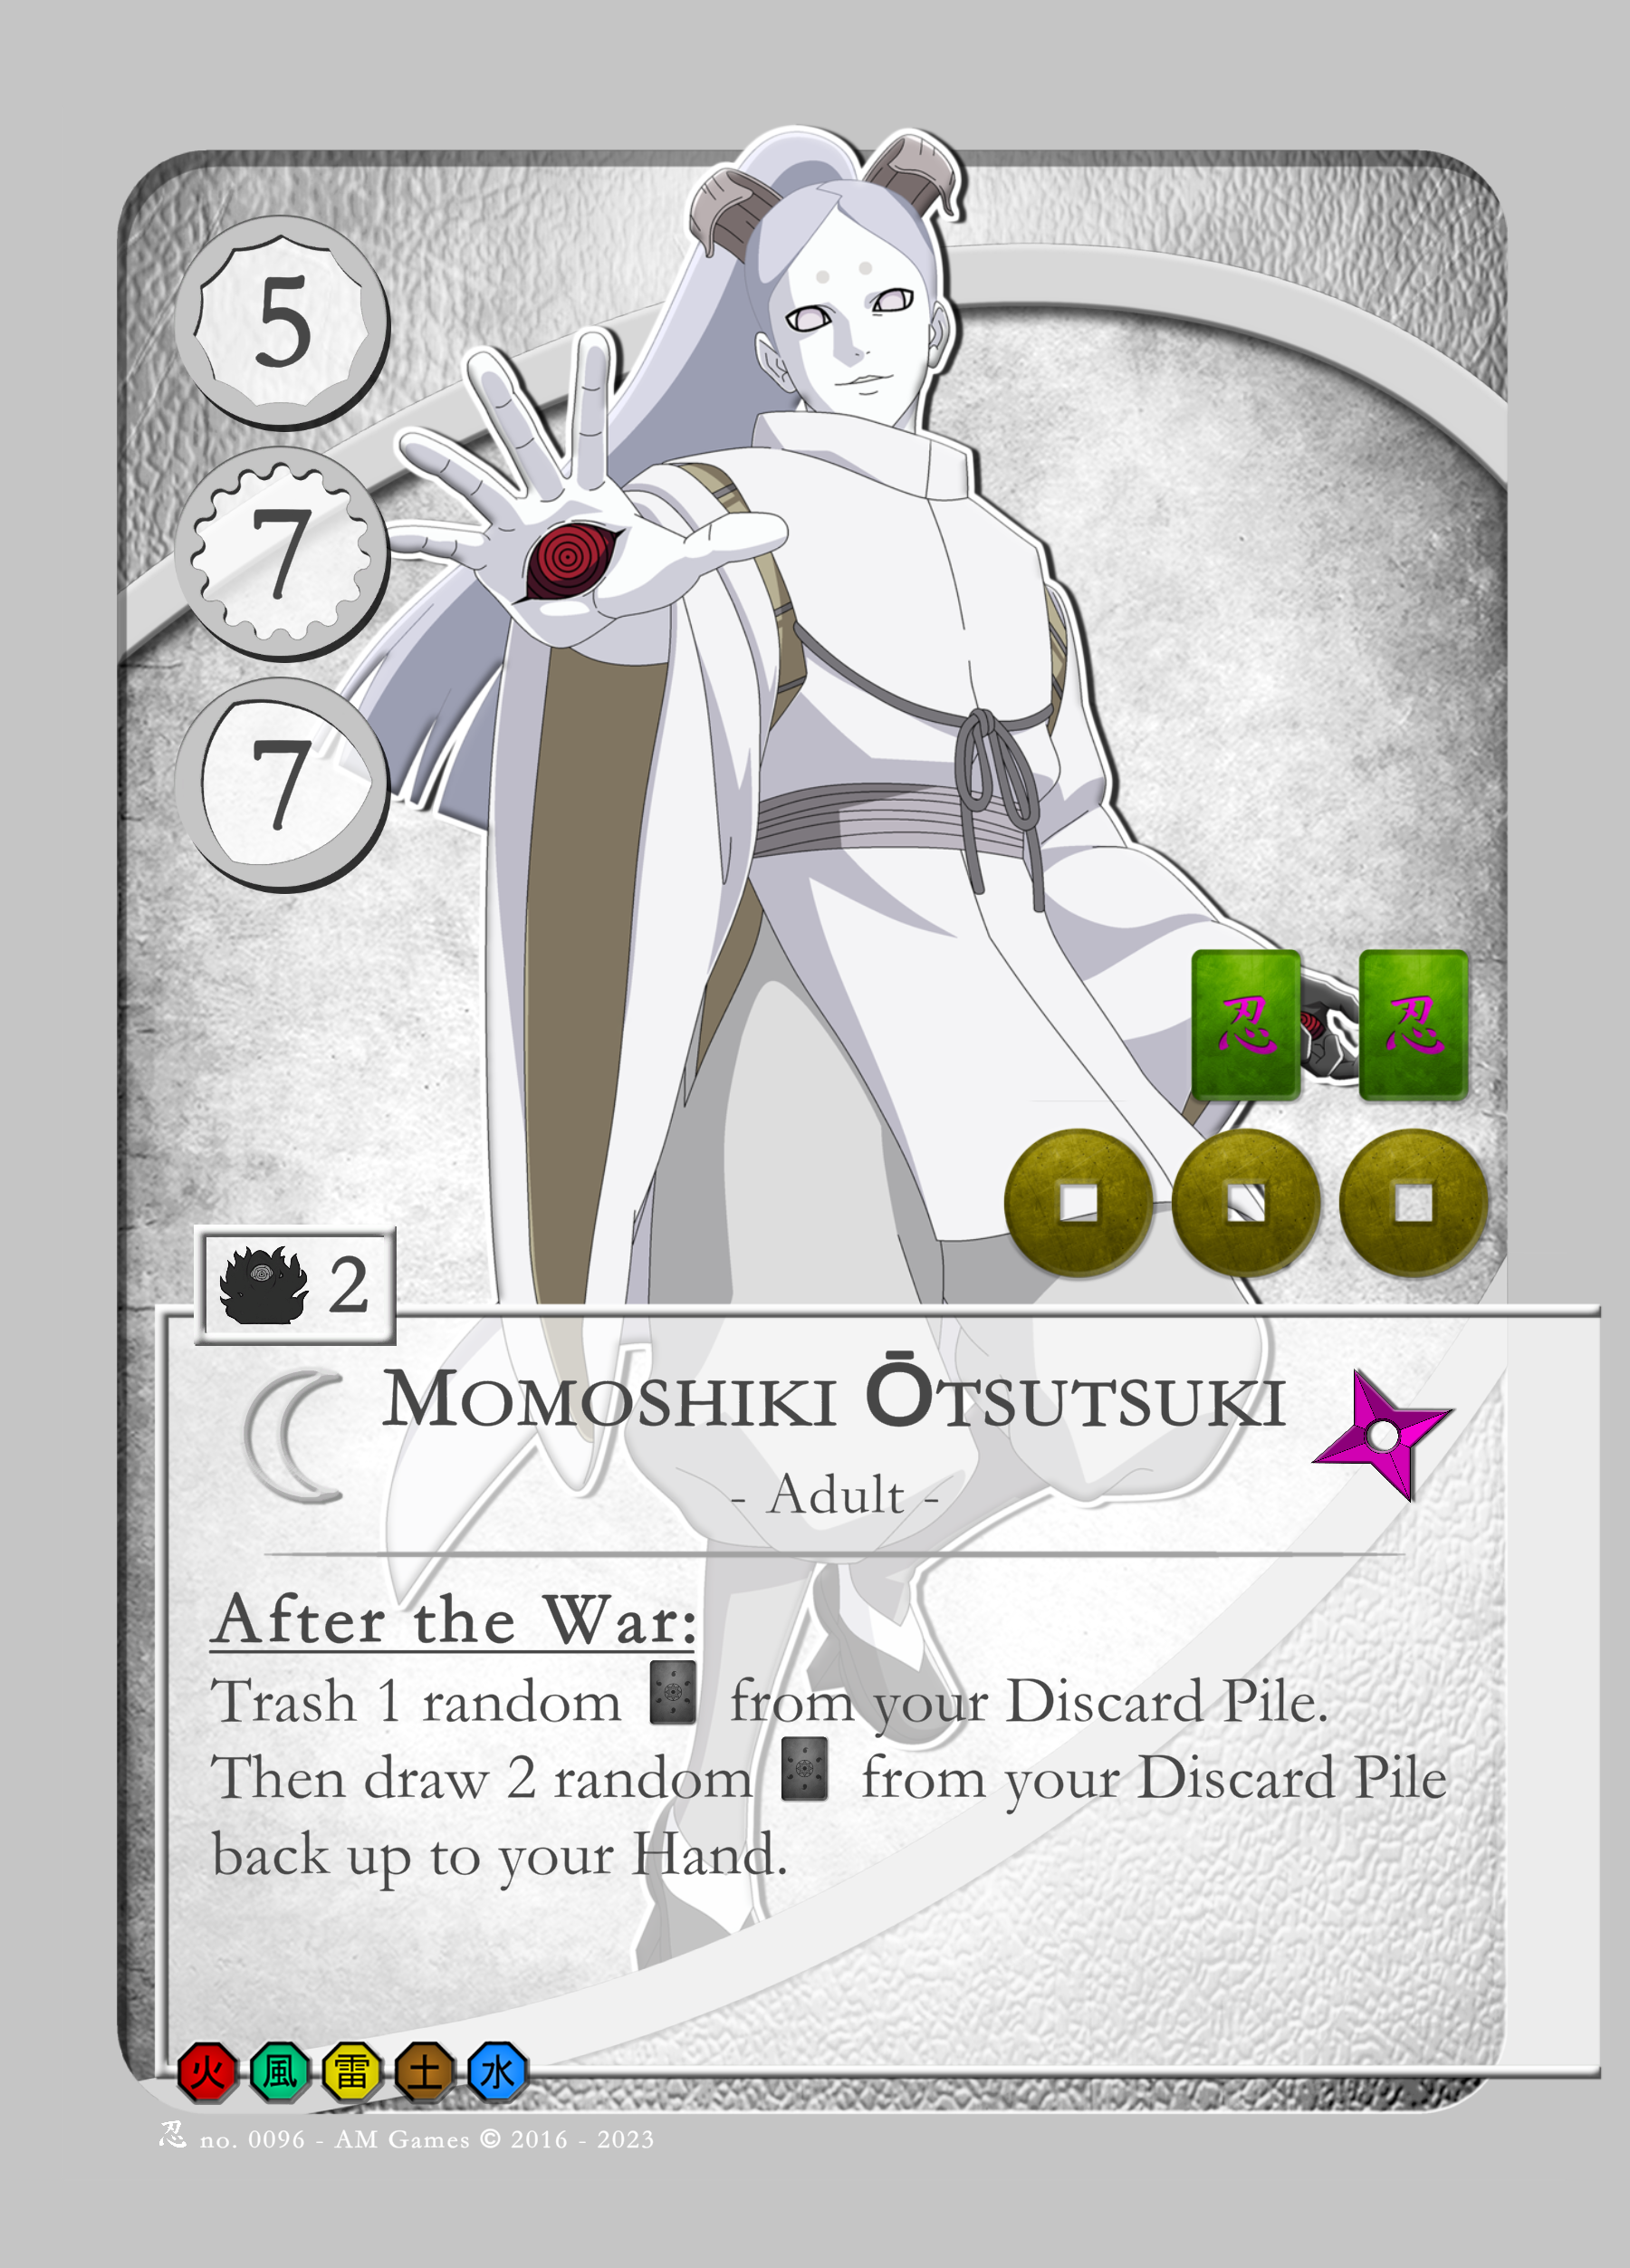 5
7
7
忍 忍
2
Momoshiki Ōtsutsuki
- Adult -
After the War:
Trash 1 random from your Discard Pile.
Then draw 2 random from your Discard Pile
back up to your Hand.
火 風 雷 土 水
忍 no. 0096 - AM Games © 2016 - 2023